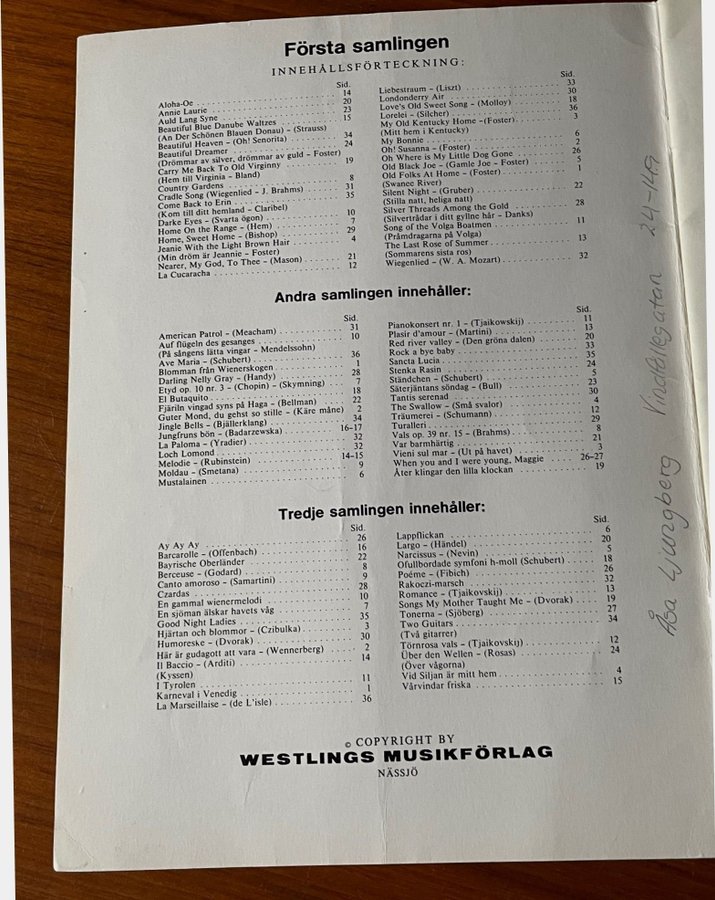 Första samlingen
INNEHÅLLSFÖRTECKNING:
Sid.
Aloha-Oe 14
Annie Laurie 20
Auld Lang Syne 23
Beautiful Blue Danube Waltzes 15
(An Der Schönen Blauen Donau) – (Strauss)
Beautiful Heaven – (Oh! Senorita) 34
Beautiful Dreamer 24
(Drömmar av silver, drömmar av guld – Foster)
Carry Me Back To Old Virginny 19
(Hem till Virginia – Bland)
Country Gardens 8
Cradle Song (Wiegenlied – J. Brahms) 31
Come Back to Erin 35
(Kom till ditt hemland – Claribel)
Darke Eyes – (Svarta ögon) 10
Home On the Range – (Hem) 7
Home, Sweet Home – (Bishop) 29
Jeanie With the Light Brown Hair 4
(Min dröm är Jeannie – Foster)
Nearer, My God, To Thee – (Mason) 21
La Cucaracha 12
Sid.
Liebestraum – (Liszt) 33
Londonderry Air 30
Love's Old Sweet Song – (Molloy) 18
Lorelei – (Silcher) 36
My Old Kentucky Home –(Foster) 3
(Mitt hem i Kentucky)
My Bonnie 6
Oh! Susanna – (Foster) 2
Oh Where is My Little Dog Gone 26
Old Black Joe – (Gamle Joe – Foster) 5
Old Folks At Home – (Foster) 1
(Swanee River)
Silent Night – (Gruber) 22
(Stilla natt, heliga natt)
Silver Threads Among the Gold 28
(Silvertrådar i ditt gyllne hår – Danks)
Song of the Volga Boatmen 11
(Pråmdragarna på Volga)
The Last Rose of Summer 13
(Sommarens sista ros)
Wiegenlied – (W. A. Mozart) 32
Andra samlingen innehåller:
Sid.
American Patrol – (Meacham) 31
Auf flügeln des gesanges 10
(På sångens lätta vingar – Mendelssohn)
Ave Maria – (Schubert) 36
Blomman från Wienerskogen 1
Darling Nelly Gray – (Handy) 28
Etyd op. 10 nr. 3 – (Chopin) – (Skymning) 7
El Butaquito 18
Fjäriln vingad syns på Haga – (Bellman) 22
Guter Mond, du gehst so stille – (Käre måne) 2
Jingle Bells – (Bjällerklang) 34
Jungfruns bön – (Badarzewska) 16–17
La Paloma – (Yradier) 32
Loch Lomond 32
Melodie – (Rubinstein) 14–15
Moldau – (Smetana) 9
Mustalainen 6
Sid.
Pianokonsert nr. 1 – (Tjaikowskij) 11
Plasir d'amour – (Martini) 13
Red river valley – (Den gröna dalen) 20
Rock a bye baby 33
Sancta Lucia 35
Stenka Rasin 24
Ständchen – (Schubert) 5
Säterjäntans söndag – (Bull) 23
Tantis serenad 30
The Swallow – (Små svalor) 4
Träumerei – (Schumann) 12
Turalleri 29
Vals op. 39 nr. 15 – (Brahms) 8
Var barmhärtig 21
Vieni sul mar – (Ut på havet) 3
When you and I were young, Maggie 26–27
Åter klingar den lilla klockan 19
Tredje samlingen innehåller:
Sid.
Ay Ay Ay 26
Barcarolle – (Offenbach) 16
Bayrische Oberländer 22
Berceuse – (Godard) 8
Canto amoroso – (Samartini) 9
Czardas 28
En gammal wienermelodi 10
En sjöman älskar havets våg 7
Good Night Ladies 35
Hjärtan och blommor – (Czibulka) 3
Humoreske – (Dvorak) 30
Här är gudagott att vara – (Wennerberg) 2
Il Baccio – (Arditi) 14
(Kyssen)
I Tyrolen 11
Karneval i Venedig 1
La Marseillaise – (de L'isle) 36
Sid.
Lappflickan 6
Largo – (Händel) 20
Narcissus – (Nevin) 5
Ofullbordade symfoni h-moll (Schubert) 18
Poéme – (Fibich) 26
Rakoczi-marsch 32
Romance – (Tjaikovskij) 13
Songs My Mother Taught Me – (Dvorak) 19
Tonerna – (Sjöberg) 27
Two Guitars 34
(Två gitarrer)
Törnrosa vals – (Tjaikovskij) 12
Über den Wellen – (Rosas) 24
(Över vågorna)
Vid Siljan är mitt hem 4
Vårvindar friska 15
© COPYRIGHT BY
WESTLINGS MUSIKFÖRLAG
NÄSSJÖ
Åsa Ljungberg Vindfällegatan 241–149